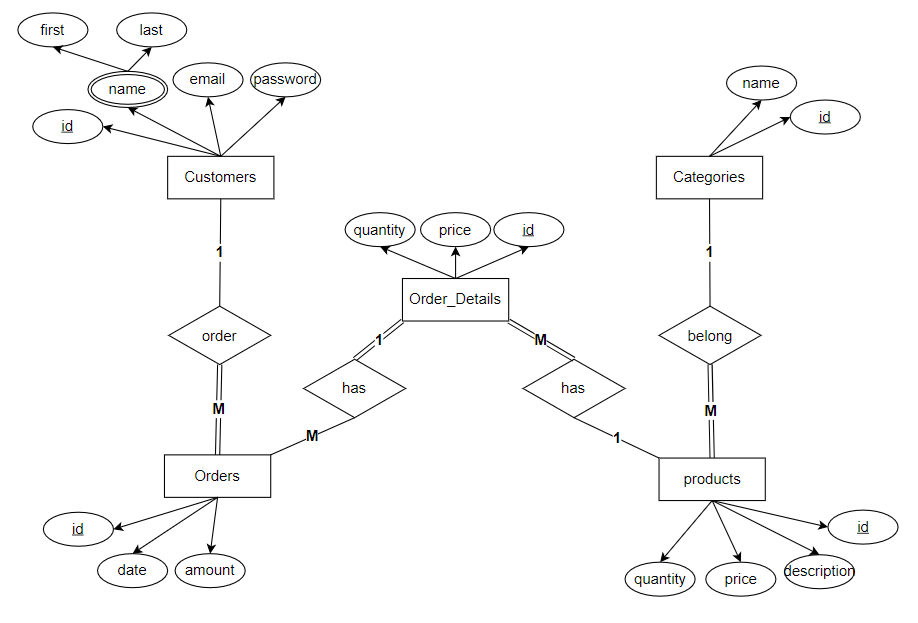 first
last
name
email
password
id
Customers
name
id
Categories
quantity
price
id
Order_Details
1
1
1
M
order
has
has
belong
M
M
1
M
Orders
products
id
date
amount
id
quantity
price
description